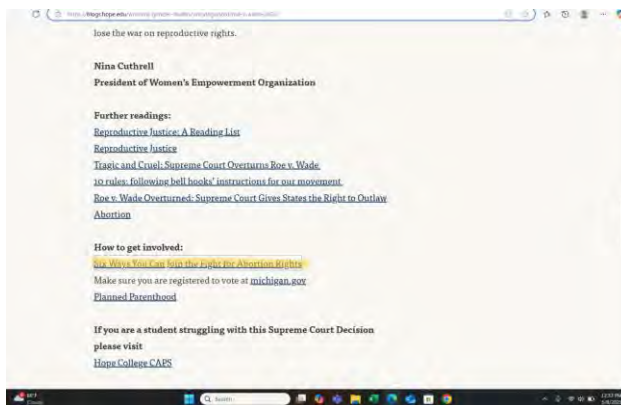 blogs.hope.edu
lose the war on reproductive rights.
Nina Cuthrell
President of Women's Empowerment Organization
Further readings:
Reproductive Justice: A Reading List
Reproductive Justice
Tragic and Cruel: Supreme Court Overturns Roe v. Wade
10 rules: following bell hooks' instructions for our movement
Roe v. Wade Overturned: Supreme Court Gives States the Right to Outlaw
Abortion
How to get involved:
Six Ways You Can Join the Fight for Abortion Rights
Make sure you are registered to vote at michigan.gov
Planned Parenthood
If you are a student struggling with this Supreme Court Decision
please visit
Hope College CAPS
Search